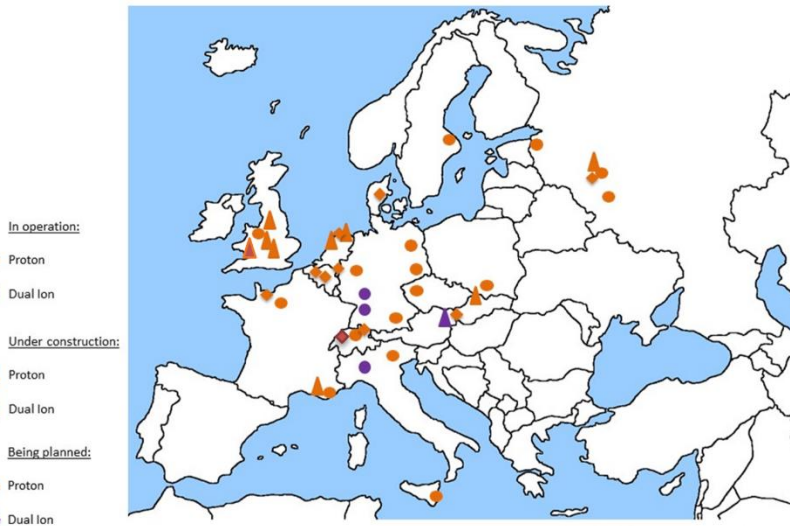 In operation:
Proton
Dual Ion
Under construction:
Proton
Dual Ion
Being planned:
Proton
Dual Ion